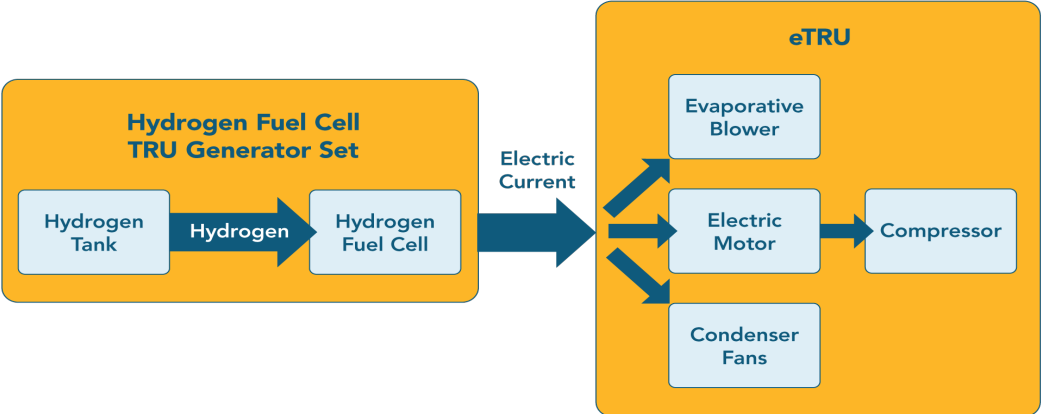 Hydrogen Fuel Cell
TRU Generator Set
Hydrogen
Tank
Hydrogen
Hydrogen
Fuel Cell
Electric
Current
eTRU
Evaporative
Blower
Electric
Motor
Compressor
Condenser
Fans